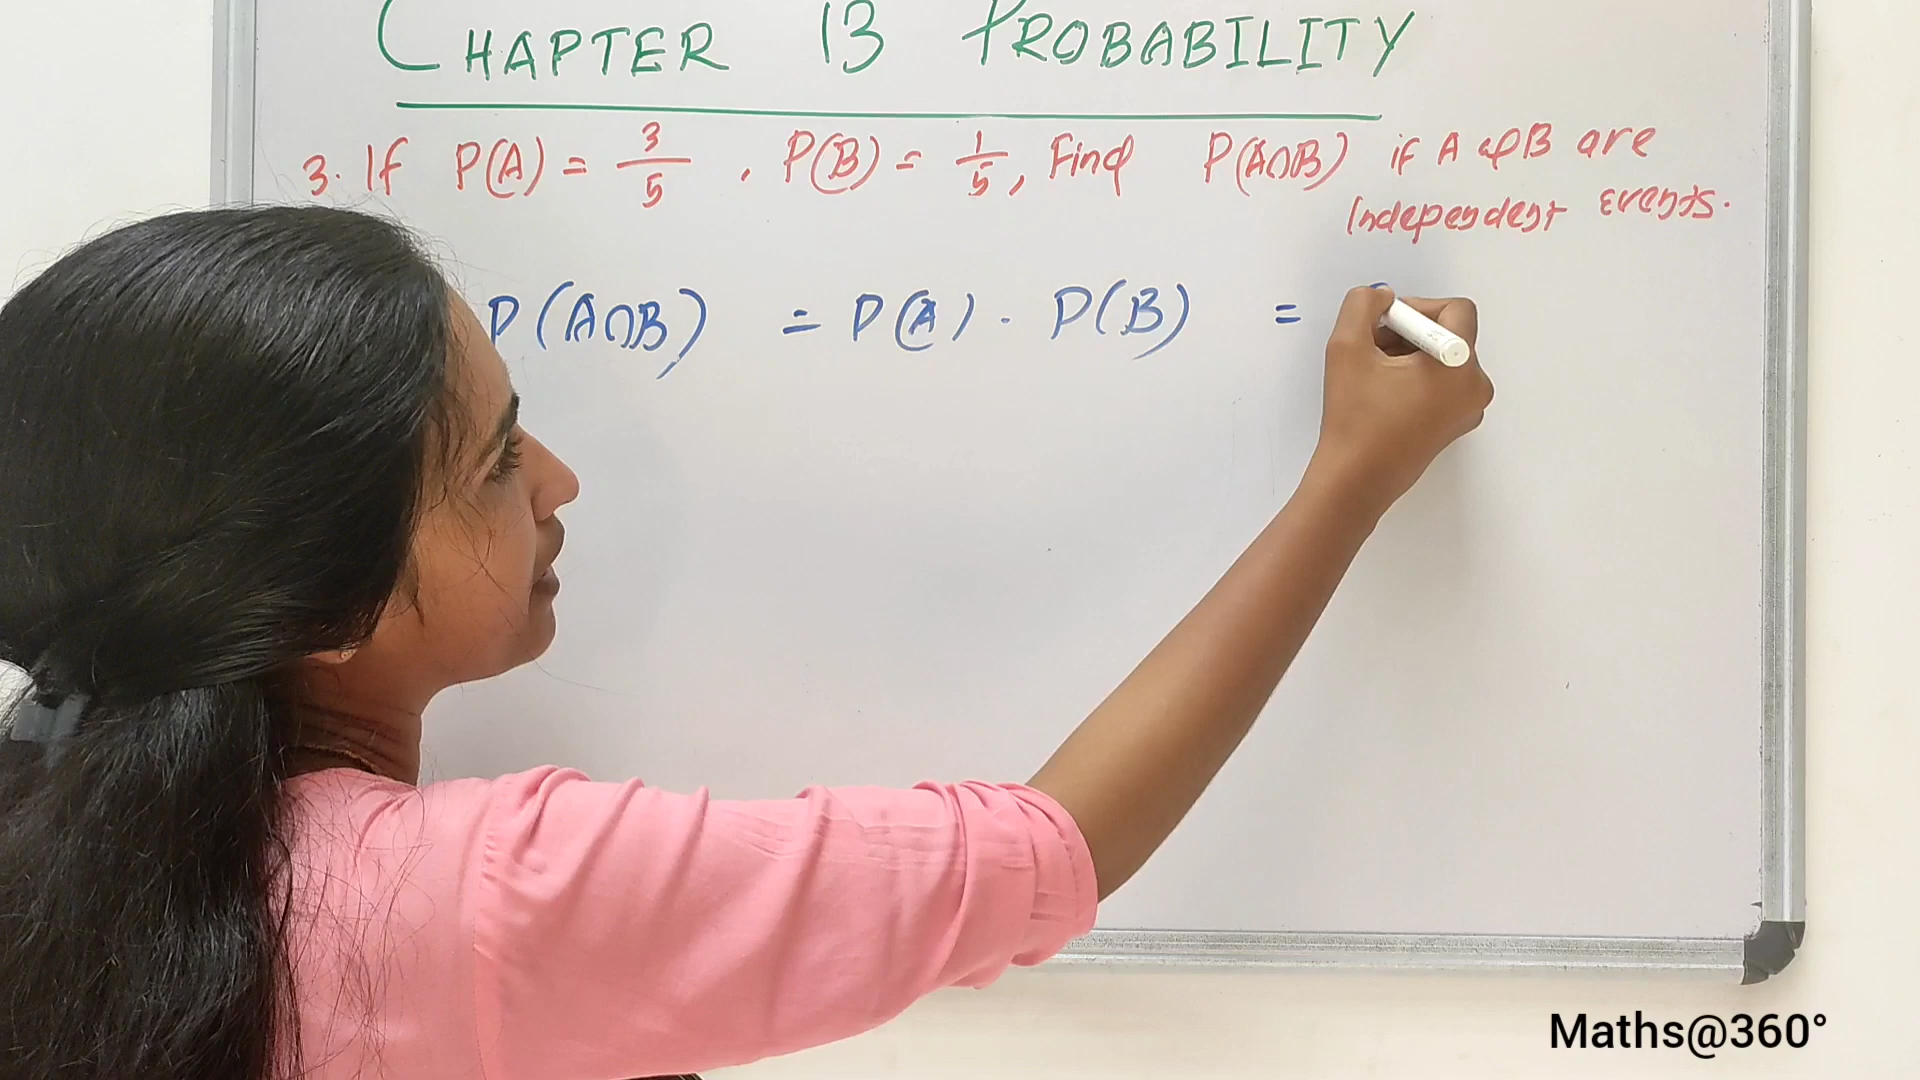 CHAPTER 13 PROBABILITY
3. If P(A) = 3/5 , P(B) = 1/5, Find P(A∩B) if A & B are
Independent events.
P(A∩B) = P(A) . P(B) =
Maths@360°